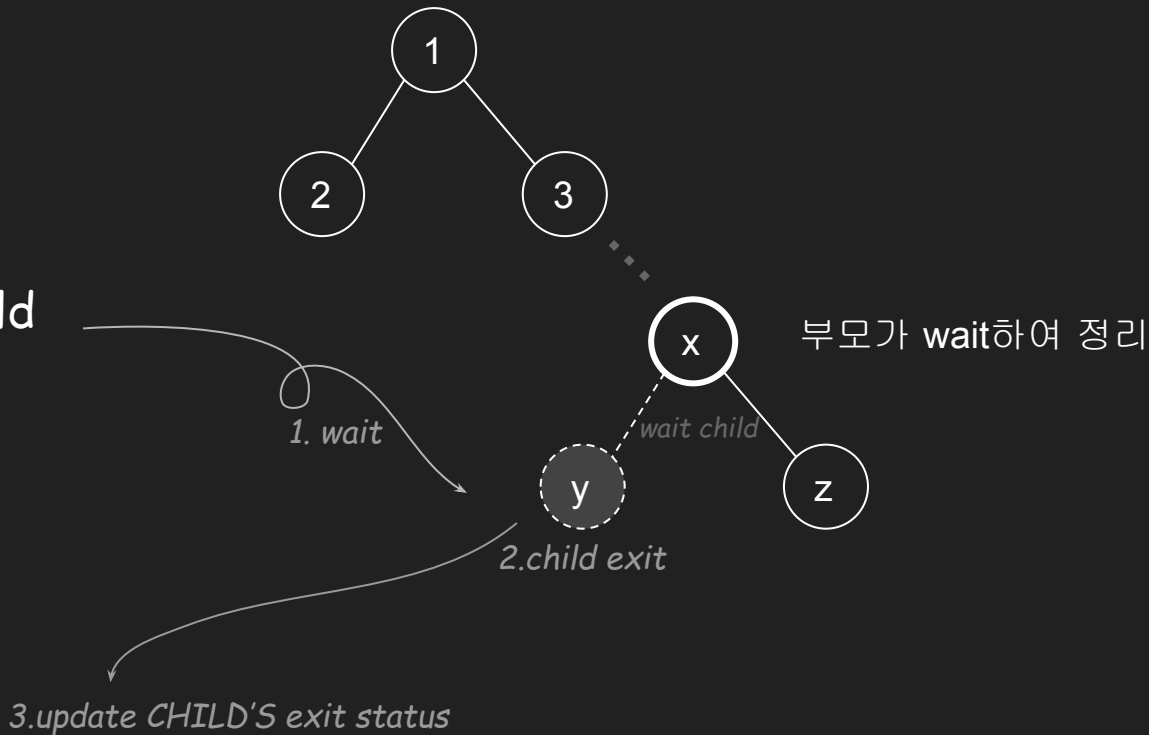 1
2
3
ld
x
부모가 wait하여 정리
1. wait
wait child
y
z
2.child exit
3.update CHILD'S exit status